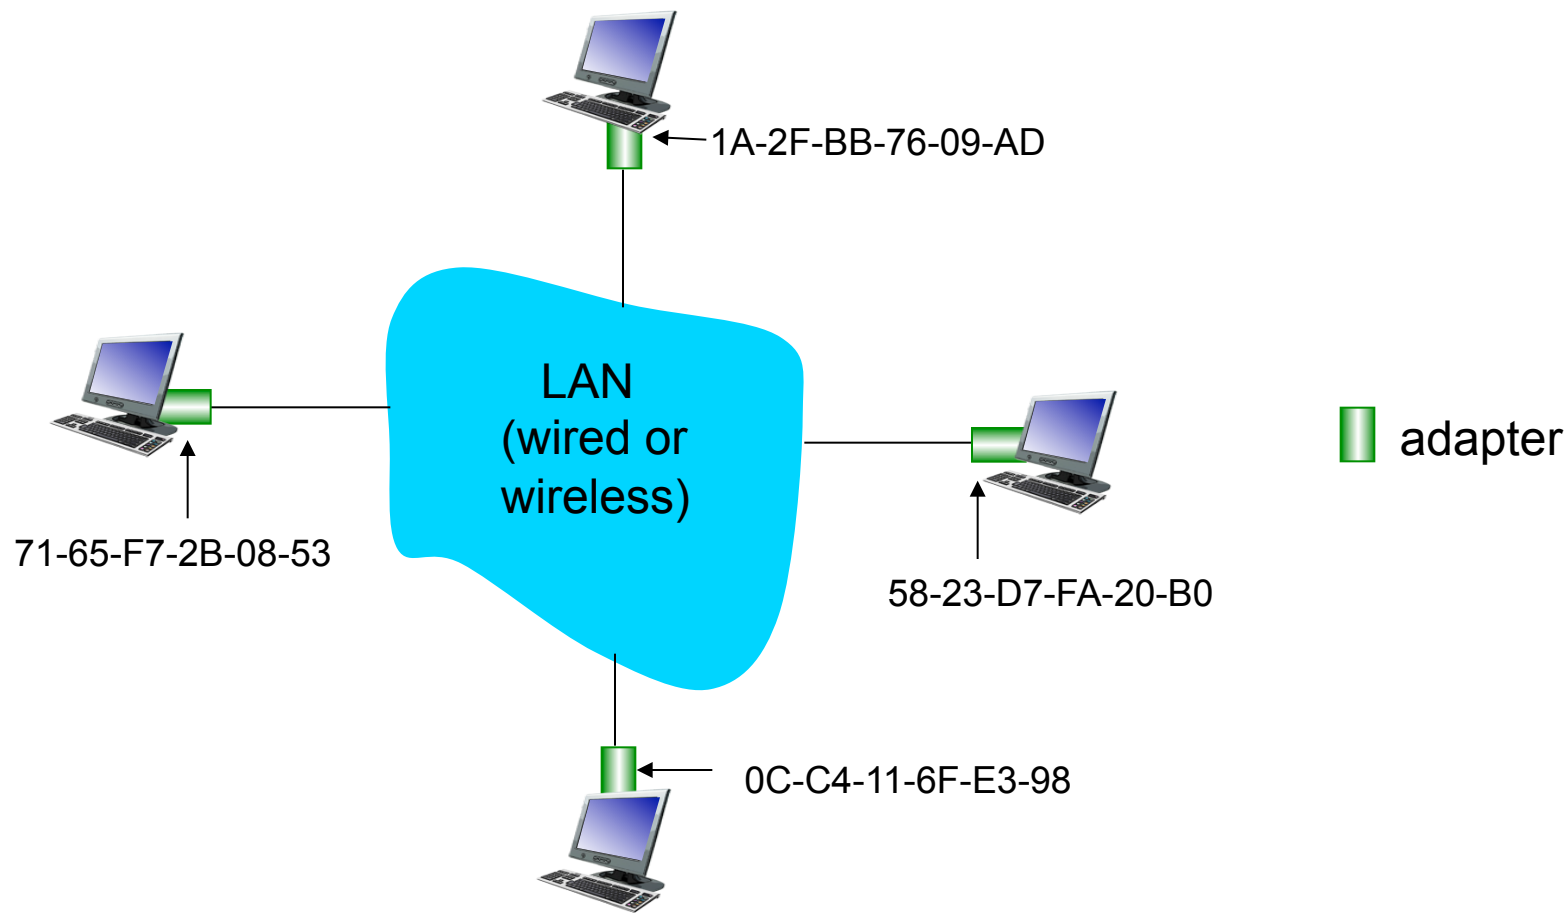 1A-2F-BB-76-09-AD
LAN
(wired or
wireless)
adapter
71-65-F7-2B-08-53
58-23-D7-FA-20-B0
0C-C4-11-6F-E3-98